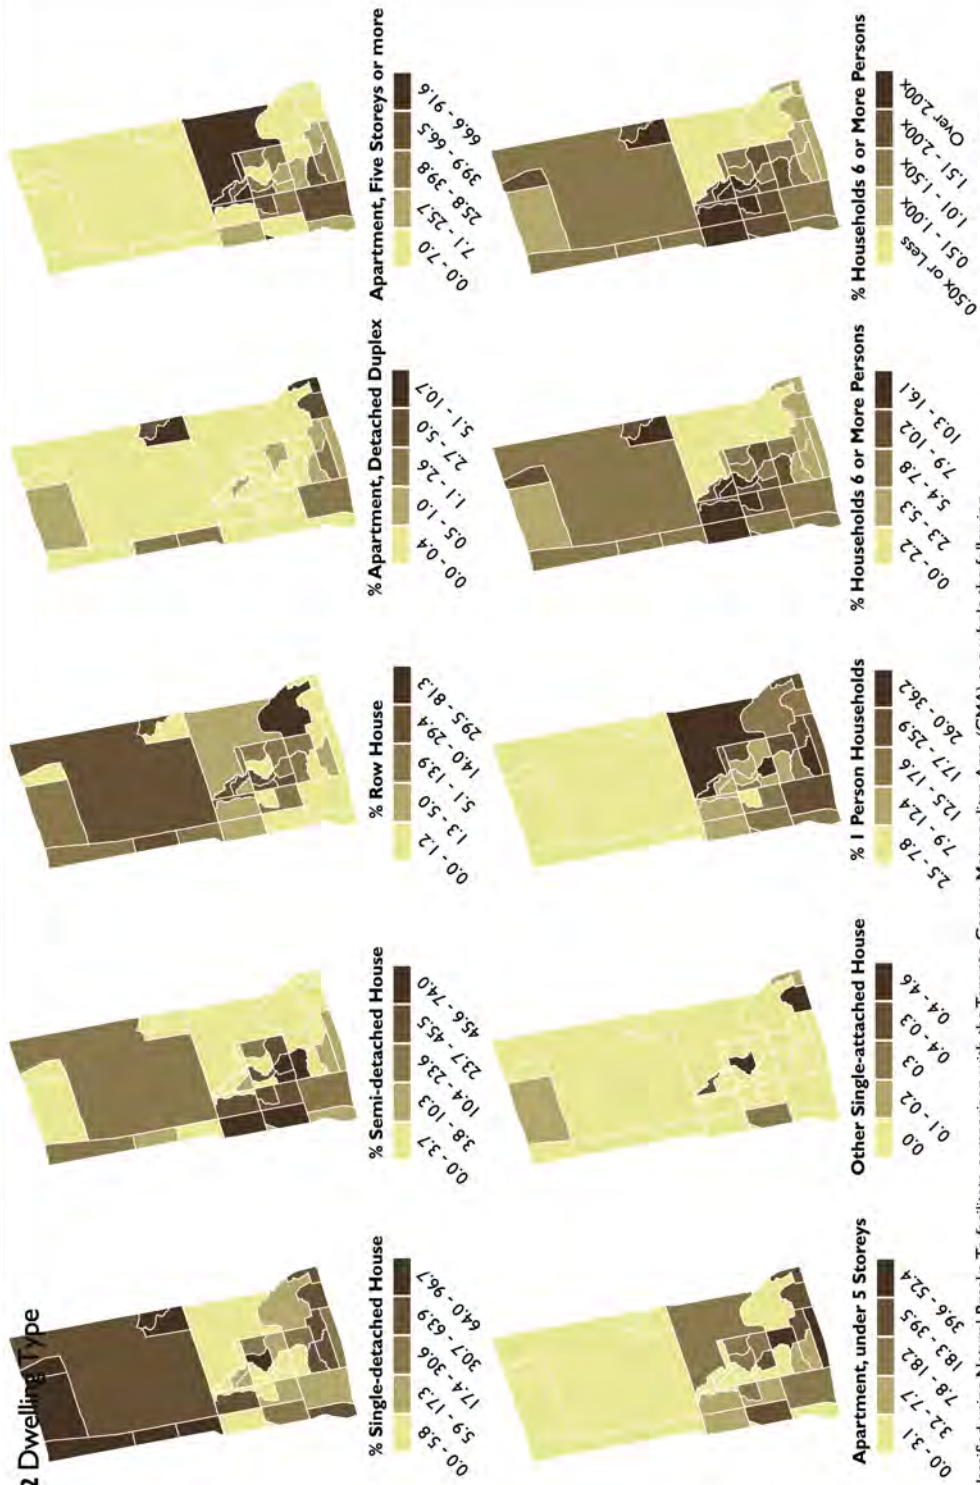 2 Dwelling Type
% Single-detached House
0.0 - 5.8
5.9 - 17.3
17.4 - 30.6
30.7 - 63.9
64.0 - 96.7
% Semi-detached House
0.0 - 3.7
3.8 - 10.3
10.4 - 23.6
23.7 - 45.5
45.6 - 74.0
% Row House
0.0 - 1.2
1.3 - 5.0
5.1 - 13.9
14.0 - 29.4
29.5 - 81.3
% Apartment, Detached Duplex
0.0 - 0.4
0.5 - 1.0
1.1 - 2.6
2.7 - 5.0
5.1 - 10.7
Apartment, Five Storeys or more
0.0 - 7.0
7.1 - 25.7
25.8 - 39.8
39.9 - 66.5
66.6 - 91.6
Apartment, under 5 Storeys
0.0 - 3.1
3.2 - 7.7
7.8 - 18.2
18.3 - 39.5
39.6 - 52.4
Other Single-attached House
0.0
0.1 - 0.2
0.3
0.4 - 0.3
0.4 - 4.6
% 1 Person Households
2.5 - 7.8
7.9 - 12.4
12.5 - 17.6
17.7 - 25.9
26.0 - 36.2
% Households 6 or More Persons
0.0 - 2.2
2.3 - 5.3
5.4 - 7.8
7.9 - 10.2
10.3 - 16.1
% Households 6 or More Persons
0.50x or Less
0.51 - 1.00x
1.01 - 1.50x
1.51 - 2.00x
Over 2.00x